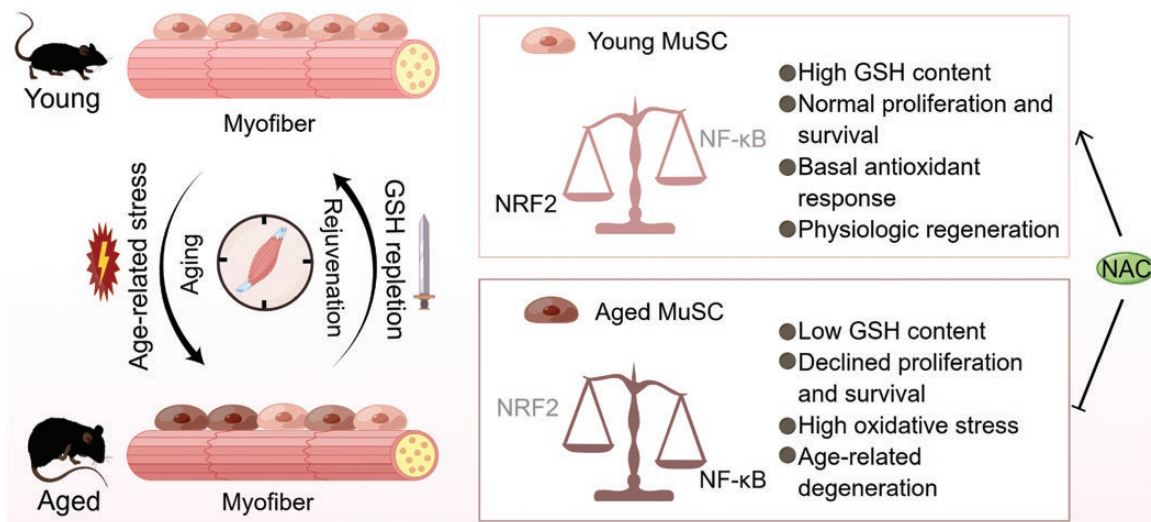 Young
Myofiber
Age-related stress
Aging
Rejuvenation
GSH repletion
Aged
Myofiber
Young MuSC
NRF2
NF-κB
High GSH content
Normal proliferation and
survival
Basal antioxidant
response
Physiologic regeneration
Aged MuSC
NRF2
NF-κB
Low GSH content
Declined proliferation
and survival
High oxidative stress
Age-related
degeneration
NAC